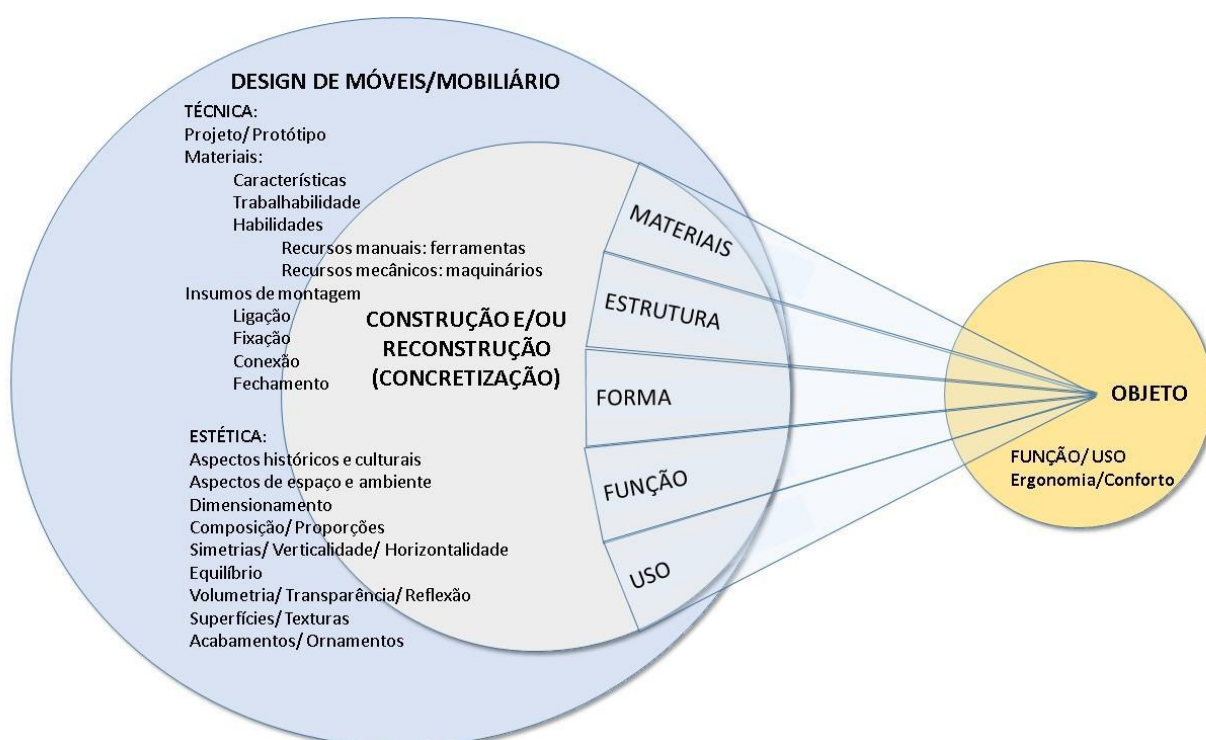 DESIGN DE MÓVEIS/MOBILIÁRIO
TÉCNICA:
Projeto/ Protótipo
Materiais:
Características
Trabalhabilidade
Habilidades
Recursos manuais: ferramentas
Recursos mecânicos: maquinários
Insumos de montagem
Ligação
Fixação
Conexão
Fechamento
ESTÉTICA:
Aspectos históricos e culturais
Aspectos de espaço e ambiente
Dimensionamento
Composição/ Proporções
Simetrias/ Verticalidade/ Horizontalidade
Equilíbrio
Volumetria/ Transparência/ Reflexão
Superfícies/ Texturas
Acabamentos/ Ornamentos
CONSTRUÇÃO E/OU
RECONSTRUÇÃO
(CONCRETIZAÇÃO)
MATERIAIS
ESTRUTURA
FORMA
FUNÇÃO
USO
OBJETO
FUNÇÃO/ USO
Ergonomia/Conforto